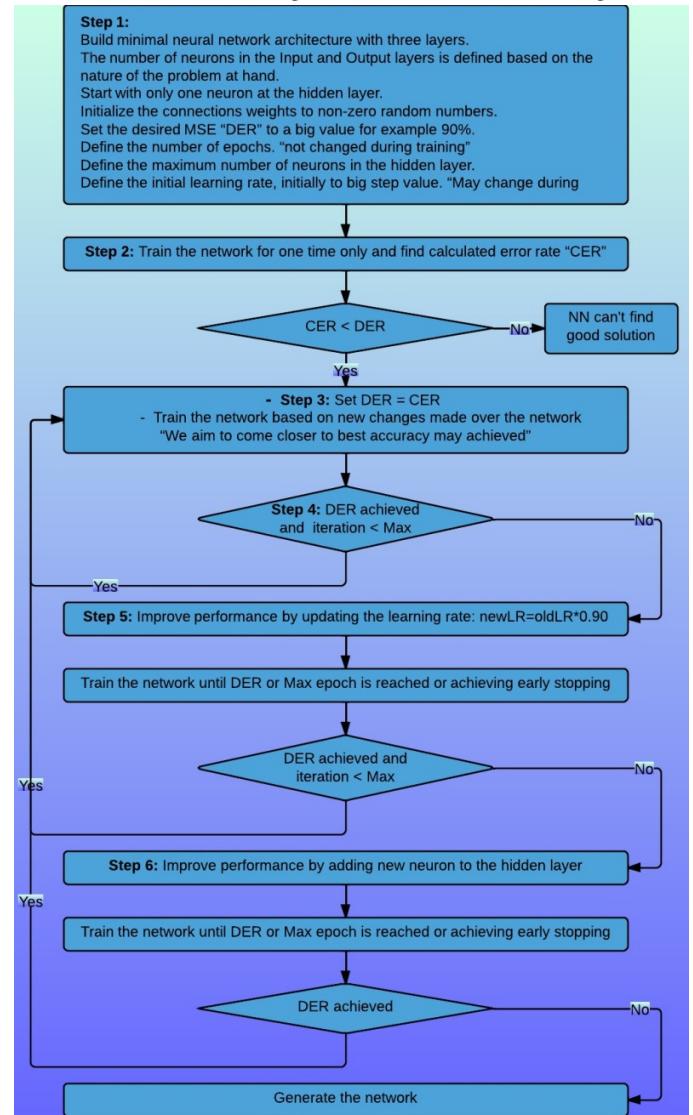 Step 1:
Build minimal neural network architecture with three layers.
The number of neurons in the Input and Output layers is defined based on the
nature of the problem at hand.
Start with only one neuron at the hidden layer.
Initialize the connections weights to non-zero random numbers.
Set the desired MSE “DER” to a big value for example 90%.
Define the number of epochs. “not changed during training”
Define the maximum number of neurons in the hidden layer.
Define the initial learning rate, initially to big step value. “May change during
Step 2: Train the network for one time only and find calculated error rate “CER”
CER < DER
No
NN can't find
good solution
Yes
- Step 3: Set DER = CER
- Train the network based on new changes made over the network
“We aim to come closer to best accuracy may achieved”
Step 4: DER achieved
and iteration < Max
No
Yes
Step 5: Improve performance by updating the learning rate: newLR=oldLR*0.90
Train the network until DER or Max epoch is reached or achieving early stopping
DER achieved and
iteration < Max
No
Yes
Step 6: Improve performance by adding new neuron to the hidden layer
Yes
Train the network until DER or Max epoch is reached or achieving early stopping
DER achieved
No
Generate the network